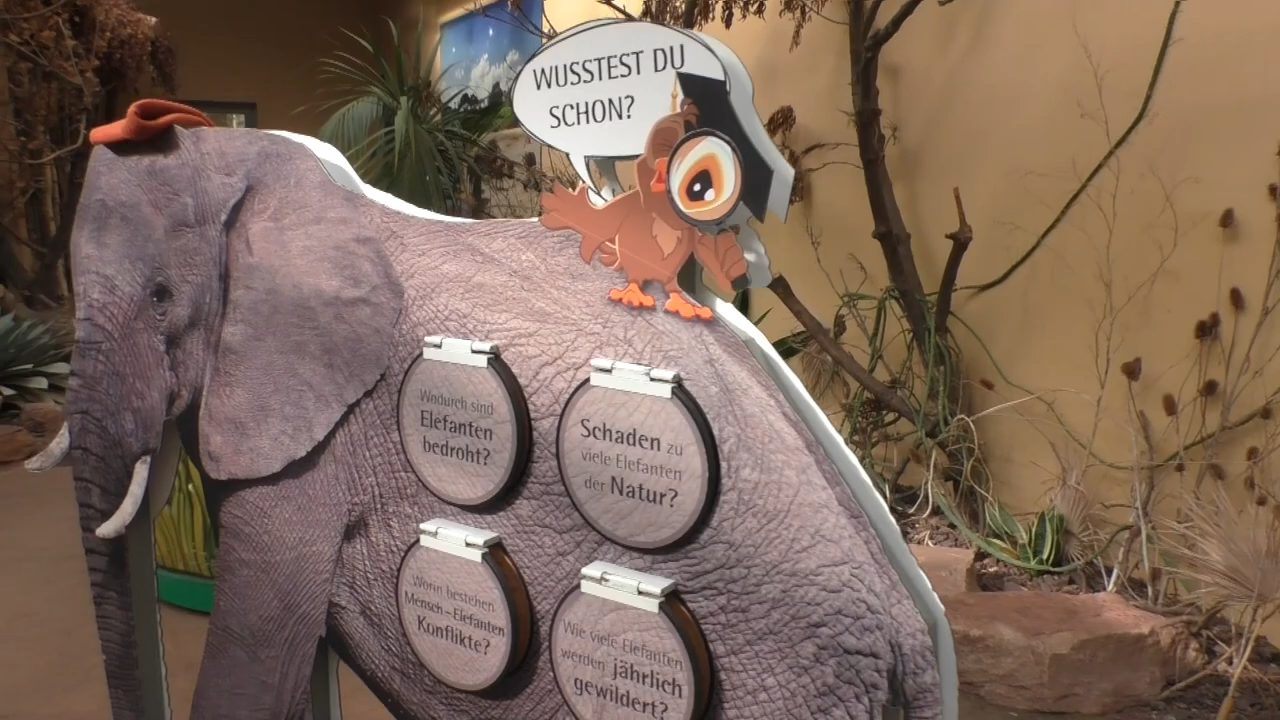 WUSSTEST DU
SCHON?
Wodurch sind
Elefanten
bedroht?
Schaden zu
viele Elefanten
der Natur?
Worin bestehen
Mensch-Elefanten
Konflikte?
Wie viele Elefanten
werden jährlich
gewildert?